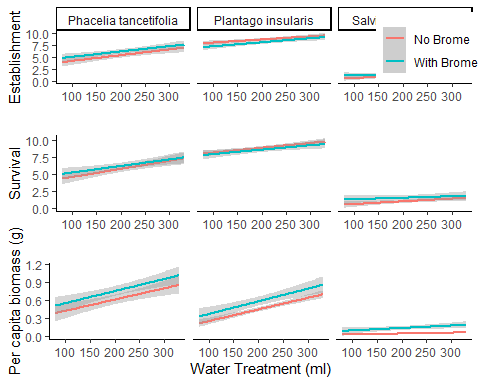 Phacelia tancetifolia Plantago insularis Salv
No Brome
With Brome
Establishment
10.0
7.5
5.0
2.5
0.0
100 150 200 250 300 100 150 200 250 300 100 150 200 250 300
Survival
10.0
7.5
5.0
2.5
0.0
100 150 200 250 300 100 150 200 250 300 100 150 200 250 300
Per capita biomass (g)
1.2
0.9
0.6
0.3
0.0
100 150 200 250 300 100 150 200 250 300 100 150 200 250 300
Water Treatment (ml)